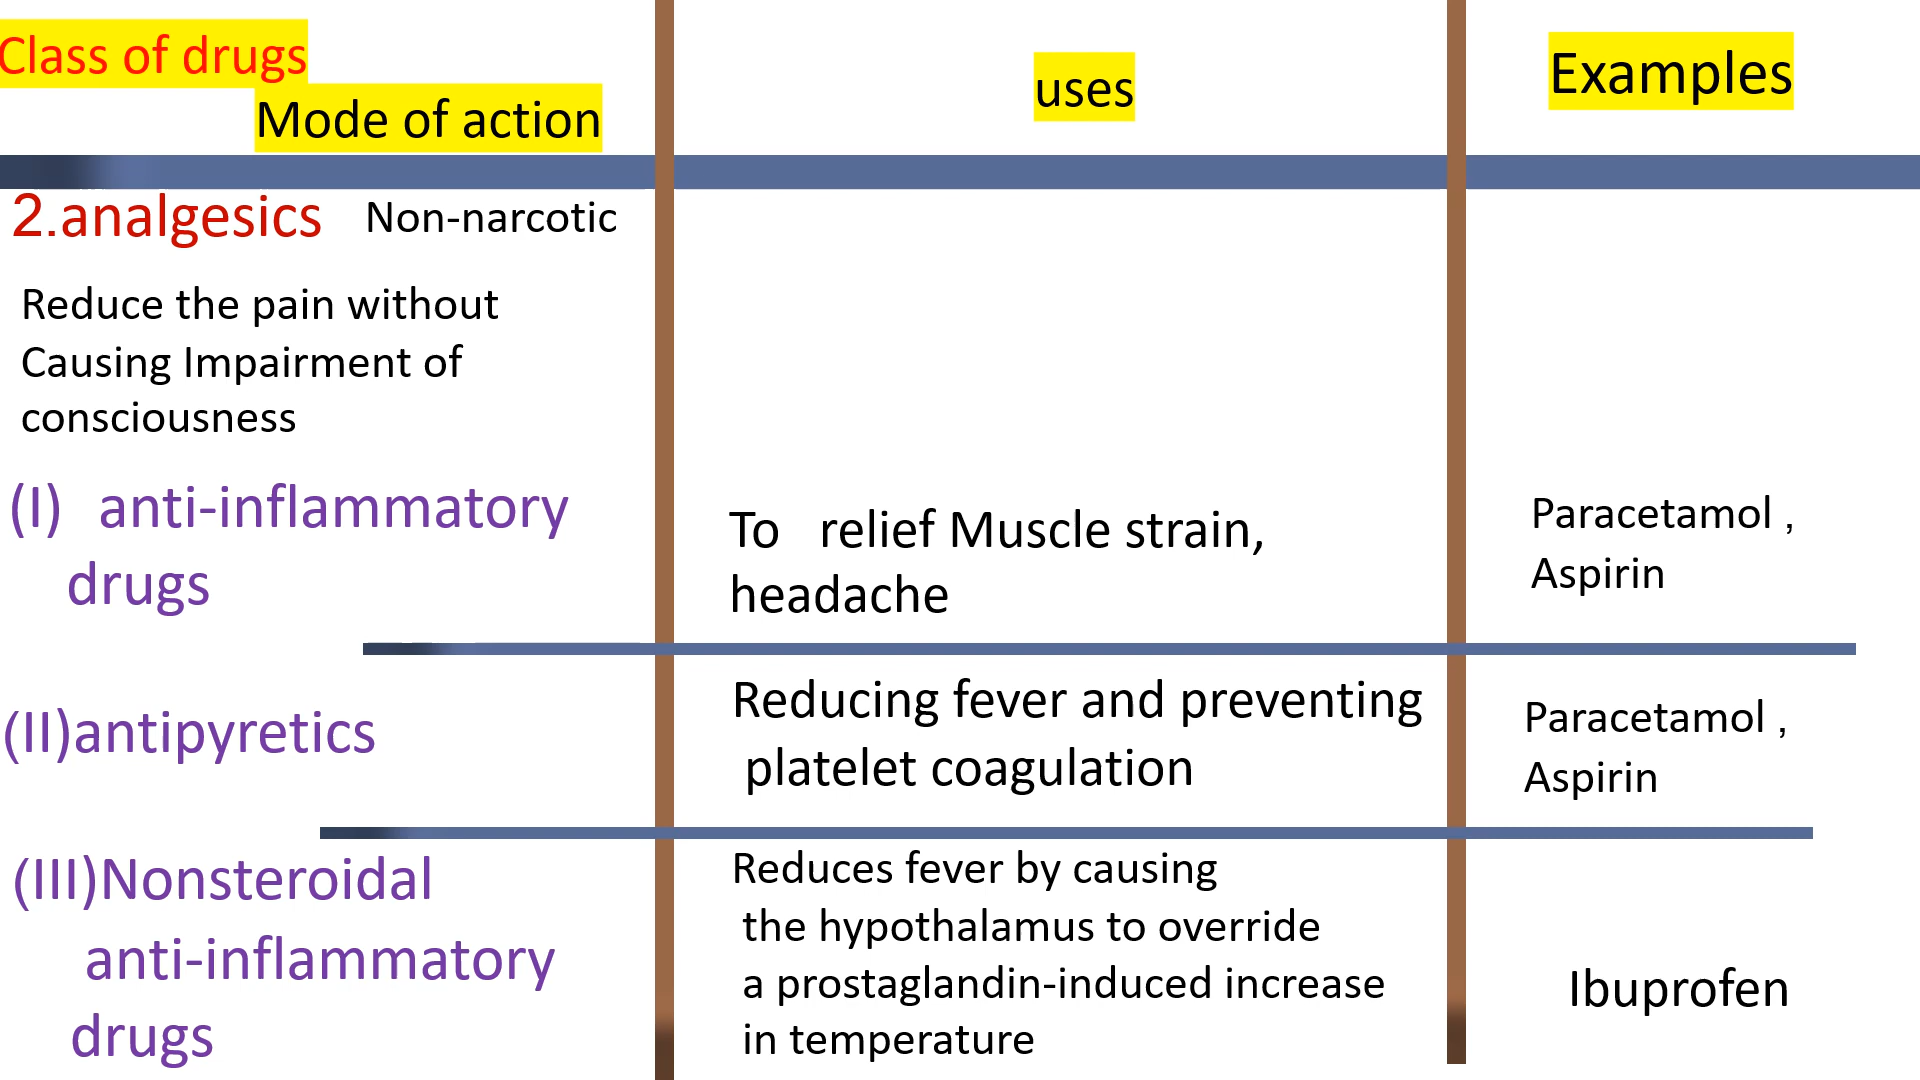 Class of drugs
Mode of action
uses
Examples
2.analgesics Non-narcotic
Reduce the pain without
Causing Impairment of
consciousness
(I) anti-inflammatory
drugs
To relief Muscle strain,
headache
Paracetamol ,
Aspirin
(II)antipyretics
Reducing fever and preventing
platelet coagulation
Paracetamol ,
Aspirin
(III)Nonsteroidal
anti-inflammatory
drugs
Reduces fever by causing
the hypothalamus to override
a prostaglandin-induced increase
in temperature
Ibuprofen